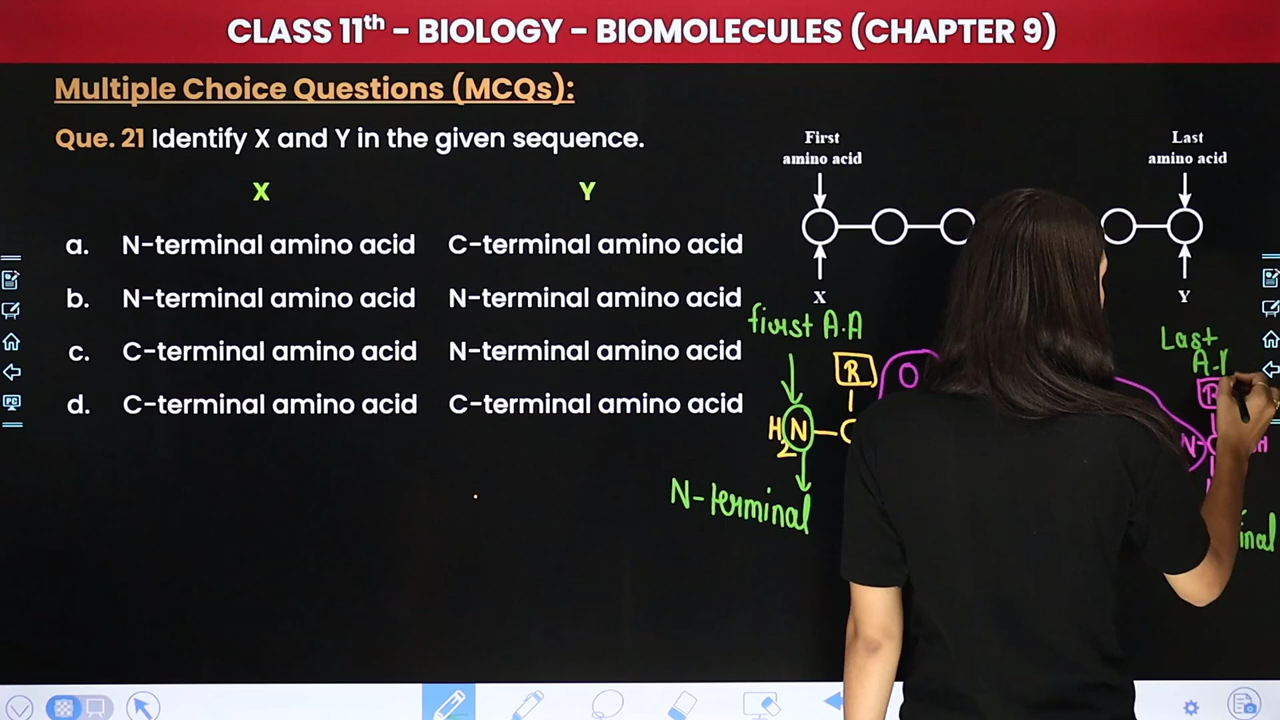 CLASS 11th - BIOLOGY - BIOMOLECULES (CHAPTER 9)
Multiple Choice Questions (MCQs):
Que. 21 Identify X and Y in the given sequence.
X Y
a. N-terminal amino acid C-terminal amino acid
b. N-terminal amino acid N-terminal amino acid
c. C-terminal amino acid N-terminal amino acid
d. C-terminal amino acid C-terminal amino acid
First
amino acid
Last
amino acid
X
Y
first A.A
Last
R
O
H2N - C
N-terminal
R
N
H
inal